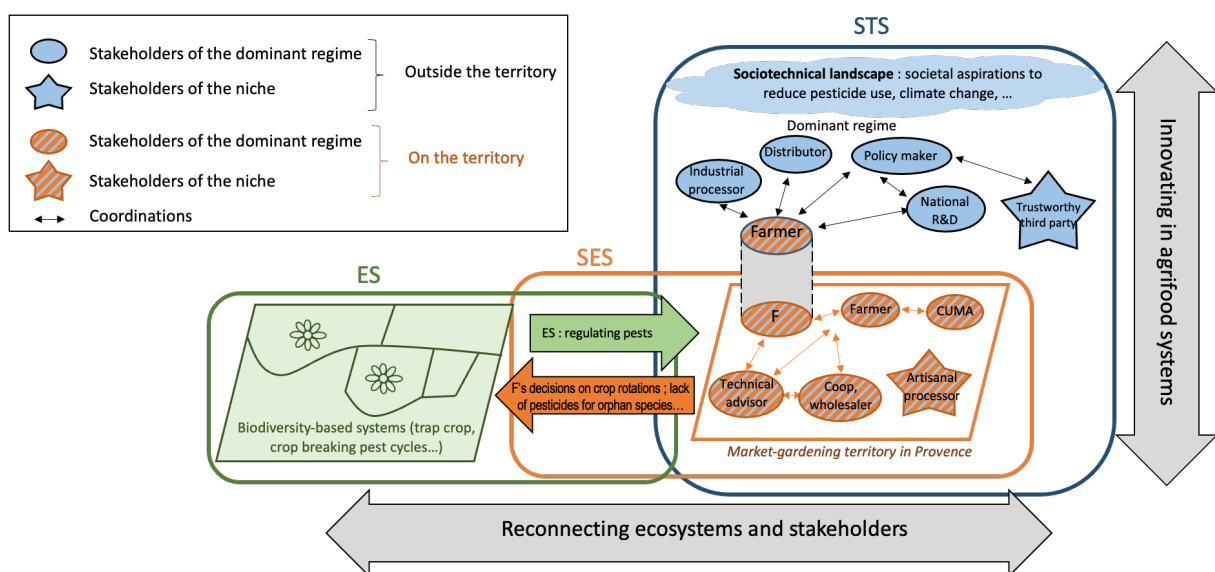 Stakeholders of the dominant regime
Stakeholders of the niche
Outside the territory
Stakeholders of the dominant regime
Stakeholders of the niche
On the territory
Coordinations
STS
Sociotechnical landscape : societal aspirations to
reduce pesticide use, climate change, ...
Dominant regime
Industrial
processor
Distributor
Policy maker
National
R&D
Trustworthy
third party
Farmer
SES
ES
ES : regulating pests
F's decisions on crop rotations ; lack
of pesticides for orphan species...
Biodiversity-based systems (trap crop,
crop breaking pest cycles...)
F
Farmer
CUMA
Technical
advisor
Coop,
wholesaler
Artisanal
processor
Market-gardening territory in Provence
Innovating in agrifood systems
Reconnecting ecosystems and stakeholders